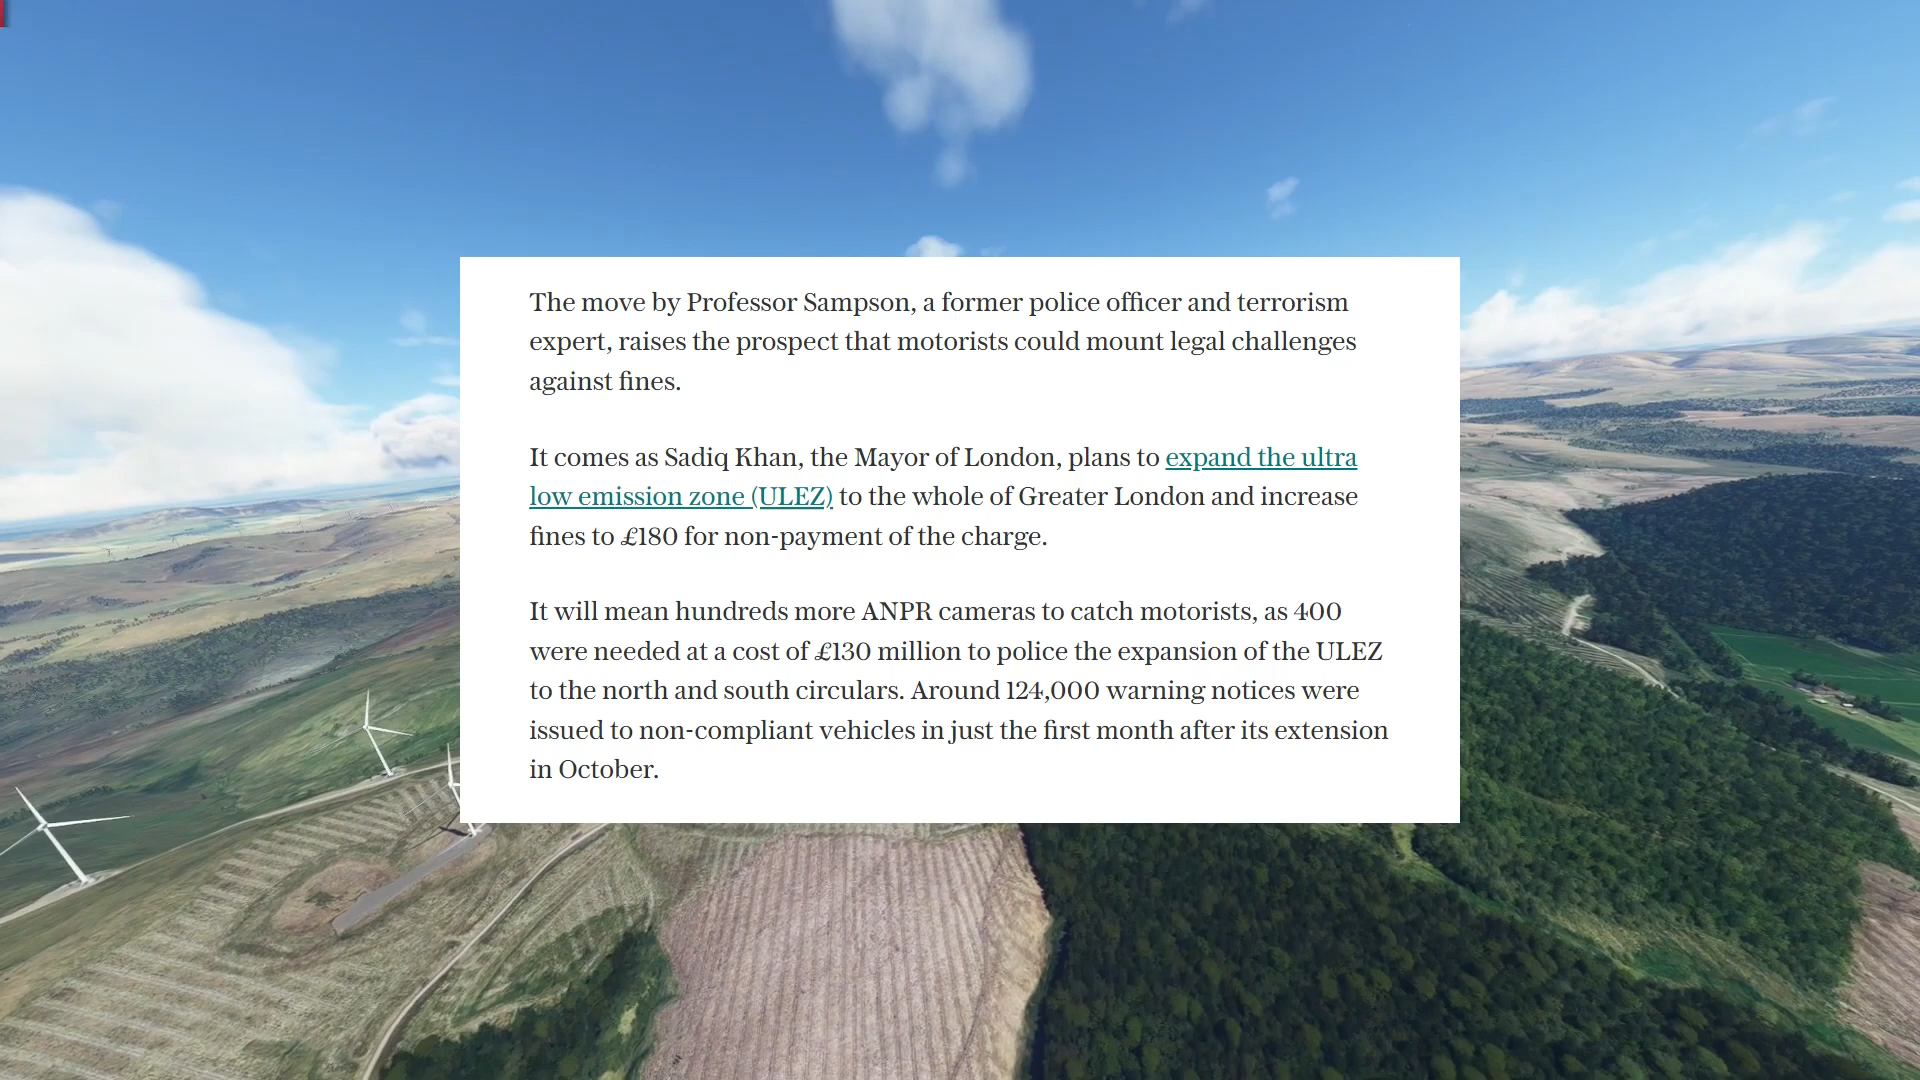 The move by Professor Sampson, a former police officer and terrorism
expert, raises the prospect that motorists could mount legal challenges
against fines.
It comes as Sadiq Khan, the Mayor of London, plans to expand the ultra
low emission zone (ULEZ) to the whole of Greater London and increase
fines to £180 for non-payment of the charge.
It will mean hundreds more ANPR cameras to catch motorists, as 400
were needed at a cost of £130 million to police the expansion of the ULEZ
to the north and south circulars. Around 124,000 warning notices were
issued to non-compliant vehicles in just the first month after its extension
in October.